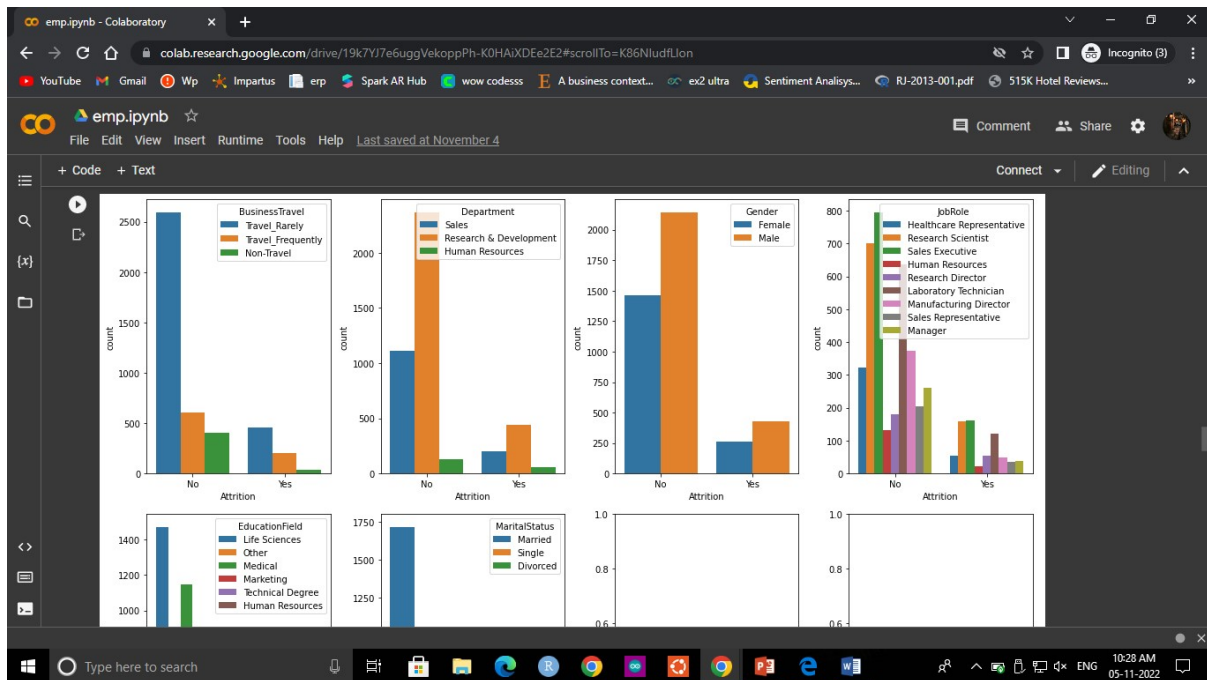 emp.ipynb - Colaboratory
colab.research.google.com/drive/19k7YJ7e6uggVekoppPh-K0HAiXDEe2E2#scrollTo=K86NIudfLIon
Incognito (3)
YouTube Gmail Wp Impartus erp Spark AR Hub wow codesss A business context... ex2 ultra Sentiment Analisys... RJ-2013-001.pdf 515K Hotel Reviews... »
emp.ipynb
Comment Share
File Edit View Insert Runtime Tools Help Last saved at November 4
+ Code + Text Connect Editing
BusinessTravel
Travel_Rarely
Travel_Frequently
Non-Travel
2500
2000
1500
1000
500
0
count
No Yes
Attrition
Department
Sales
Research & Development
Human Resources
2000
1500
1000
500
0
count
No Yes
Attrition
Gender
Female
Male
2000
1750
1500
1250
1000
750
500
250
0
count
No Yes
Attrition
JobRole
Healthcare Representative
Research Scientist
Sales Executive
Human Resources
Research Director
Laboratory Technician
Manufacturing Director
Sales Representative
Manager
800
700
600
500
400
300
200
100
0
count
No Yes
Attrition
EducationField
Life Sciences
Other
Medical
Marketing
Technical Degree
Human Resources
1400
1200
1000
MaritalStatus
Married
Single
Divorced
1750
1500
1250
1.0
0.8
0.6
1.0
0.8
0.6
{x}
Type here to search
ENG
10:28 AM
05-11-2022